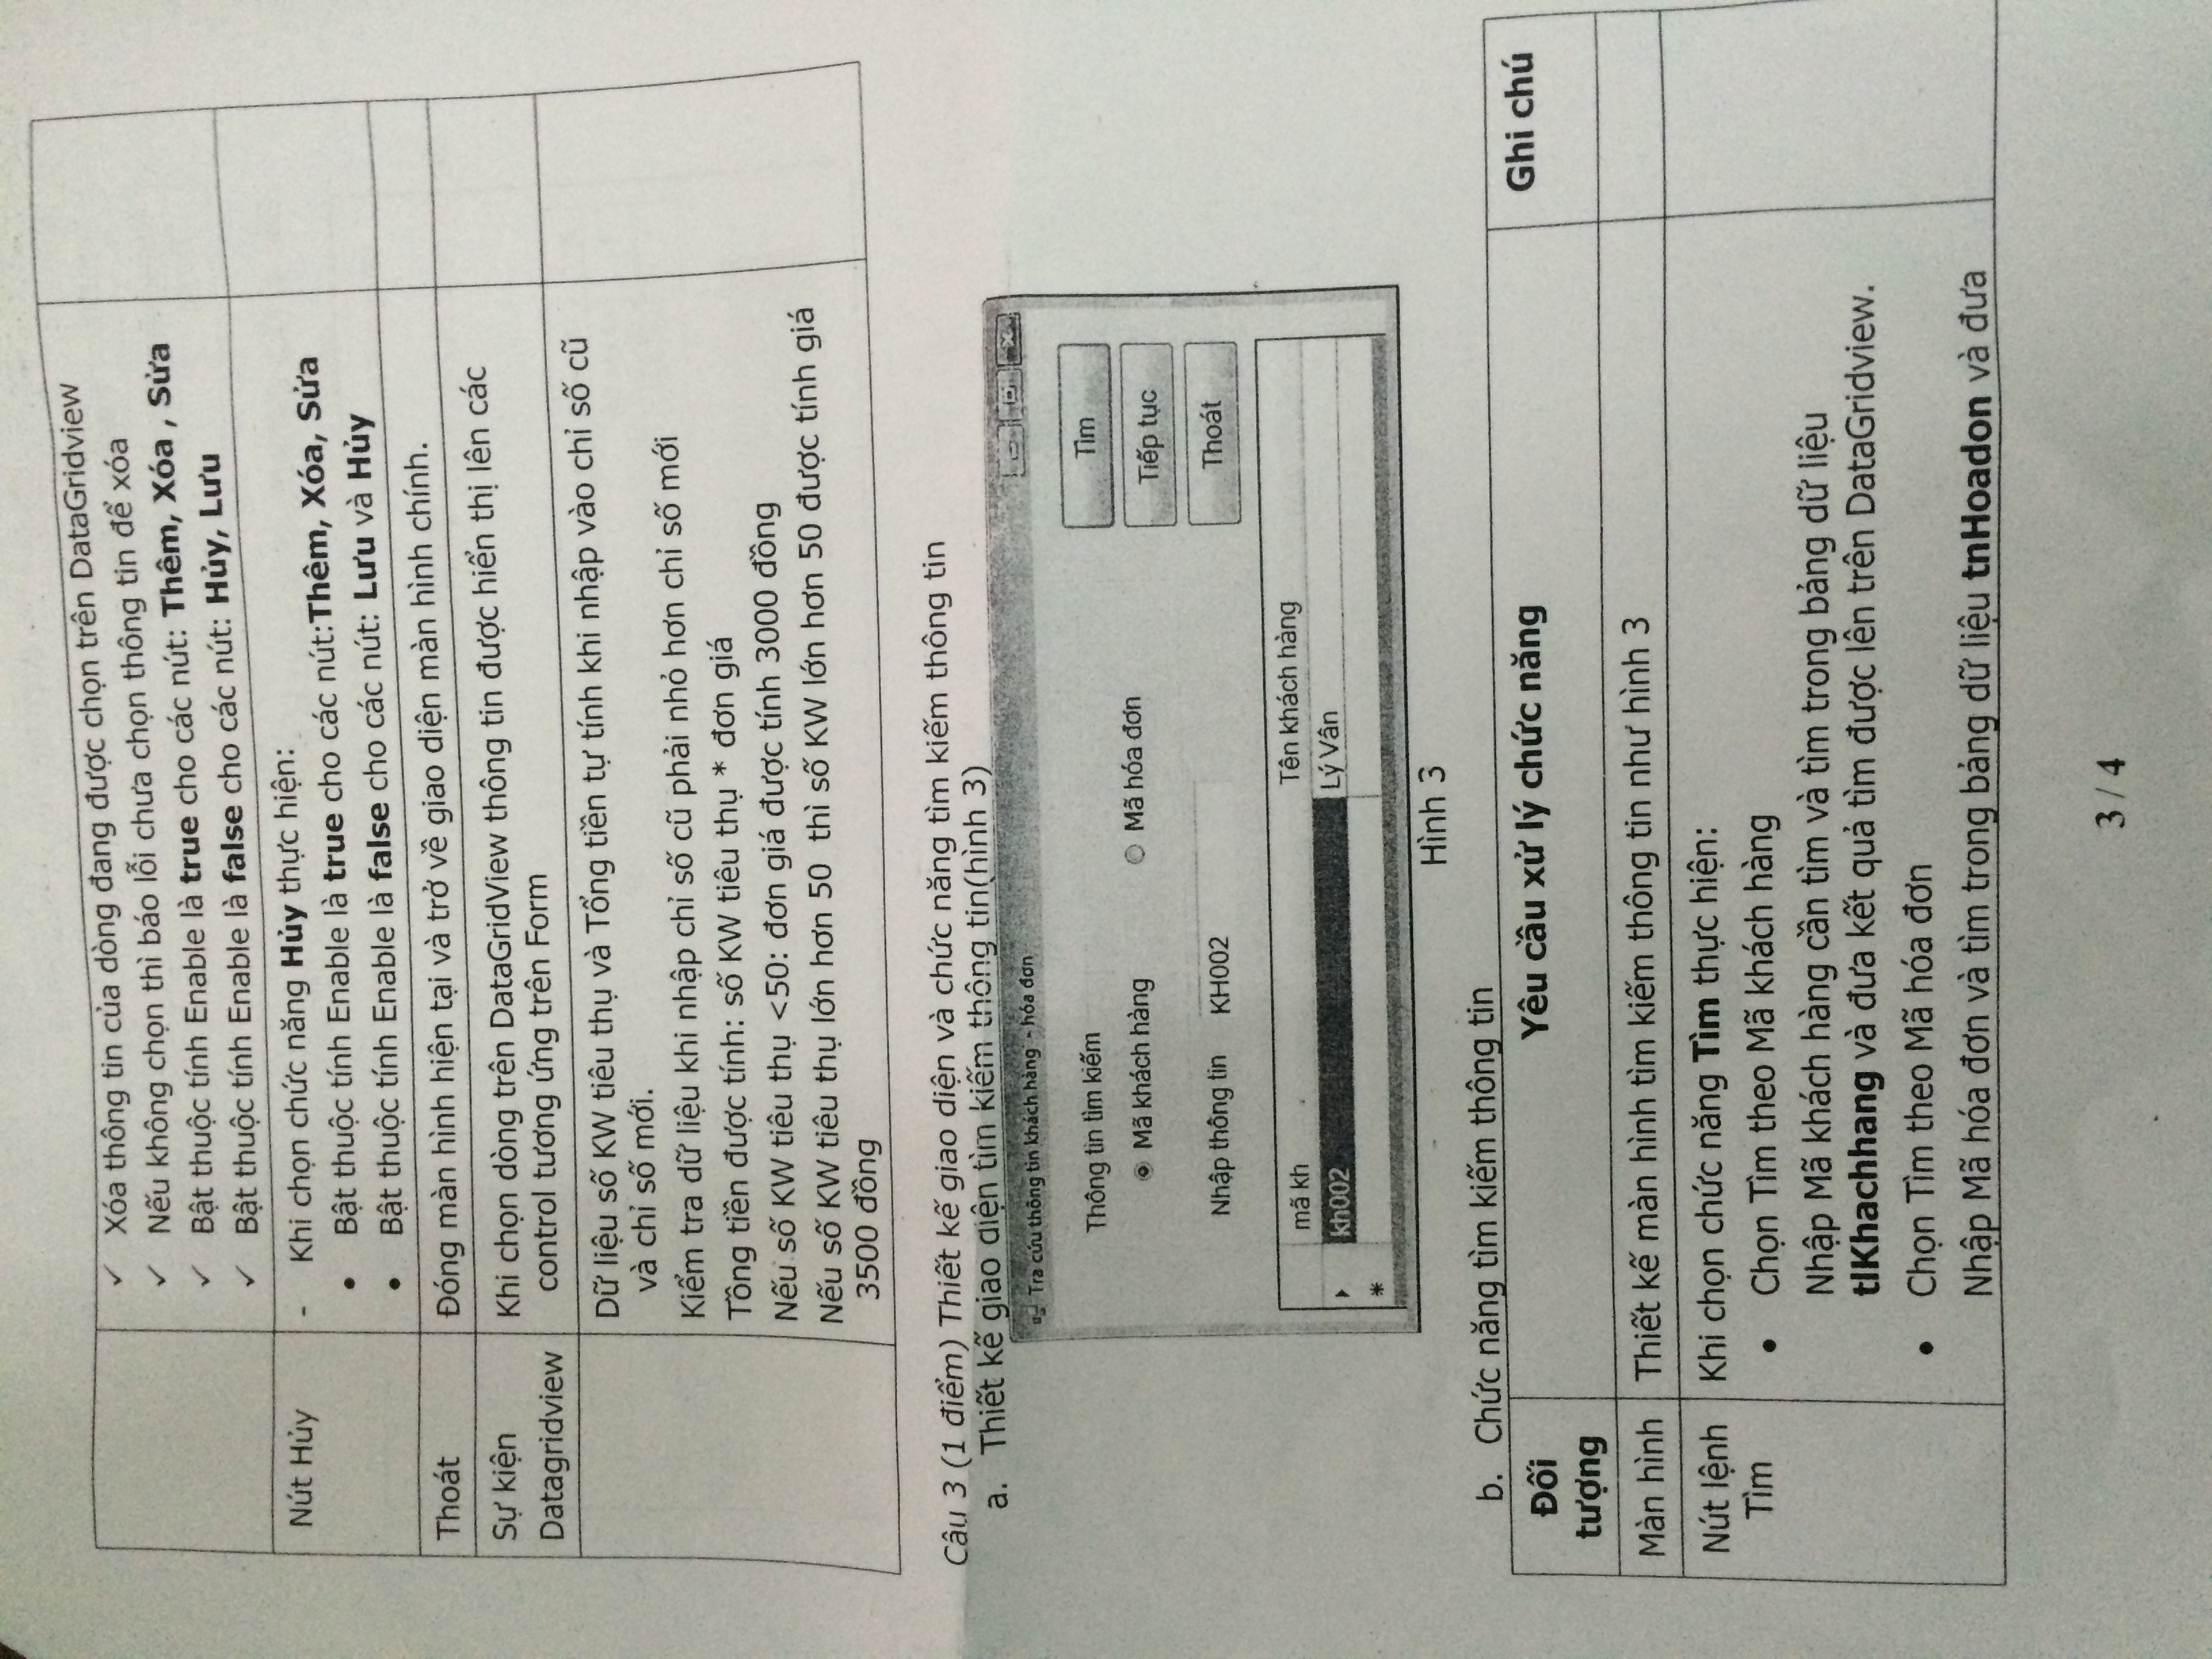 ✓ Xóa thông tin của dòng đang được chọn trên DataGridview
✓ Nếu không chọn thì báo lỗi chưa chọn thông tin để xóa
✓ Bật thuộc tính Enable là true cho các nút: Thêm, Xóa , Sửa
✓ Bật thuộc tính Enable là false cho các nút: Hủy, Lưu
Nút Hủy
- Khi chọn chức năng Hủy thực hiện:
• Bật thuộc tính Enable là true cho các nút:Thêm, Xóa, Sửa
• Bật thuộc tính Enable là false cho các nút: Lưu và Hủy
Thoát
Đóng màn hình hiện tại và trở về giao diện màn hình chính.
Sự kiện
Datagridview
Khi chọn dòng trên DataGridView thông tin được hiển thị lên các
control tương ứng trên Form
Dữ liệu số KW tiêu thụ và Tổng tiền tự tính khi nhập vào chỉ số cũ
và chỉ số mới.
Kiểm tra dữ liệu khi nhập chỉ số cũ phải nhỏ hơn chỉ số mới
Tông tiền được tính: số KW tiêu thụ * đơn giá
Nếu số KW tiêu thụ <50: đơn giá được tính 3000 đồng
Nếu số KW tiêu thụ lớn hơn 50 thì số KW lớn hơn 50 được tính giá
3500 đồng
Câu 3 (1 điểm) Thiết kế giao diện và chức năng tìm kiếm thông tin
a. Thiết kế giao diện tìm kiếm thông tin(hình 3)
Tra cứu thông tin khách hàng - hóa đơn
Thông tin tìm kiếm
Mã khách hàng
Mã hóa đơn
Tìm
Tiếp tục
Thoát
Nhập thông tin KH002
mã kh Tên khách hàng
kh002 Lý Vân
*
Hình 3
b. Chức năng tìm kiếm thông tin
Đối
tượng
Yêu cầu xử lý chức năng
Ghi chú
Màn hình
Thiết kế màn hình tìm kiếm thông tin như hình 3
Nút lệnh
Tìm
Khi chọn chức năng Tìm thực hiện:
• Chọn Tìm theo Mã khách hàng
Nhập Mã khách hàng cần tìm và tìm trong bảng dữ liệu
tlKhachhang và đưa kết quả tìm được lên trên DataGridview.
• Chọn Tìm theo Mã hóa đơn
Nhập Mã hóa đơn và tìm trong bảng dữ liệu tnHoadon và đưa
3 / 4